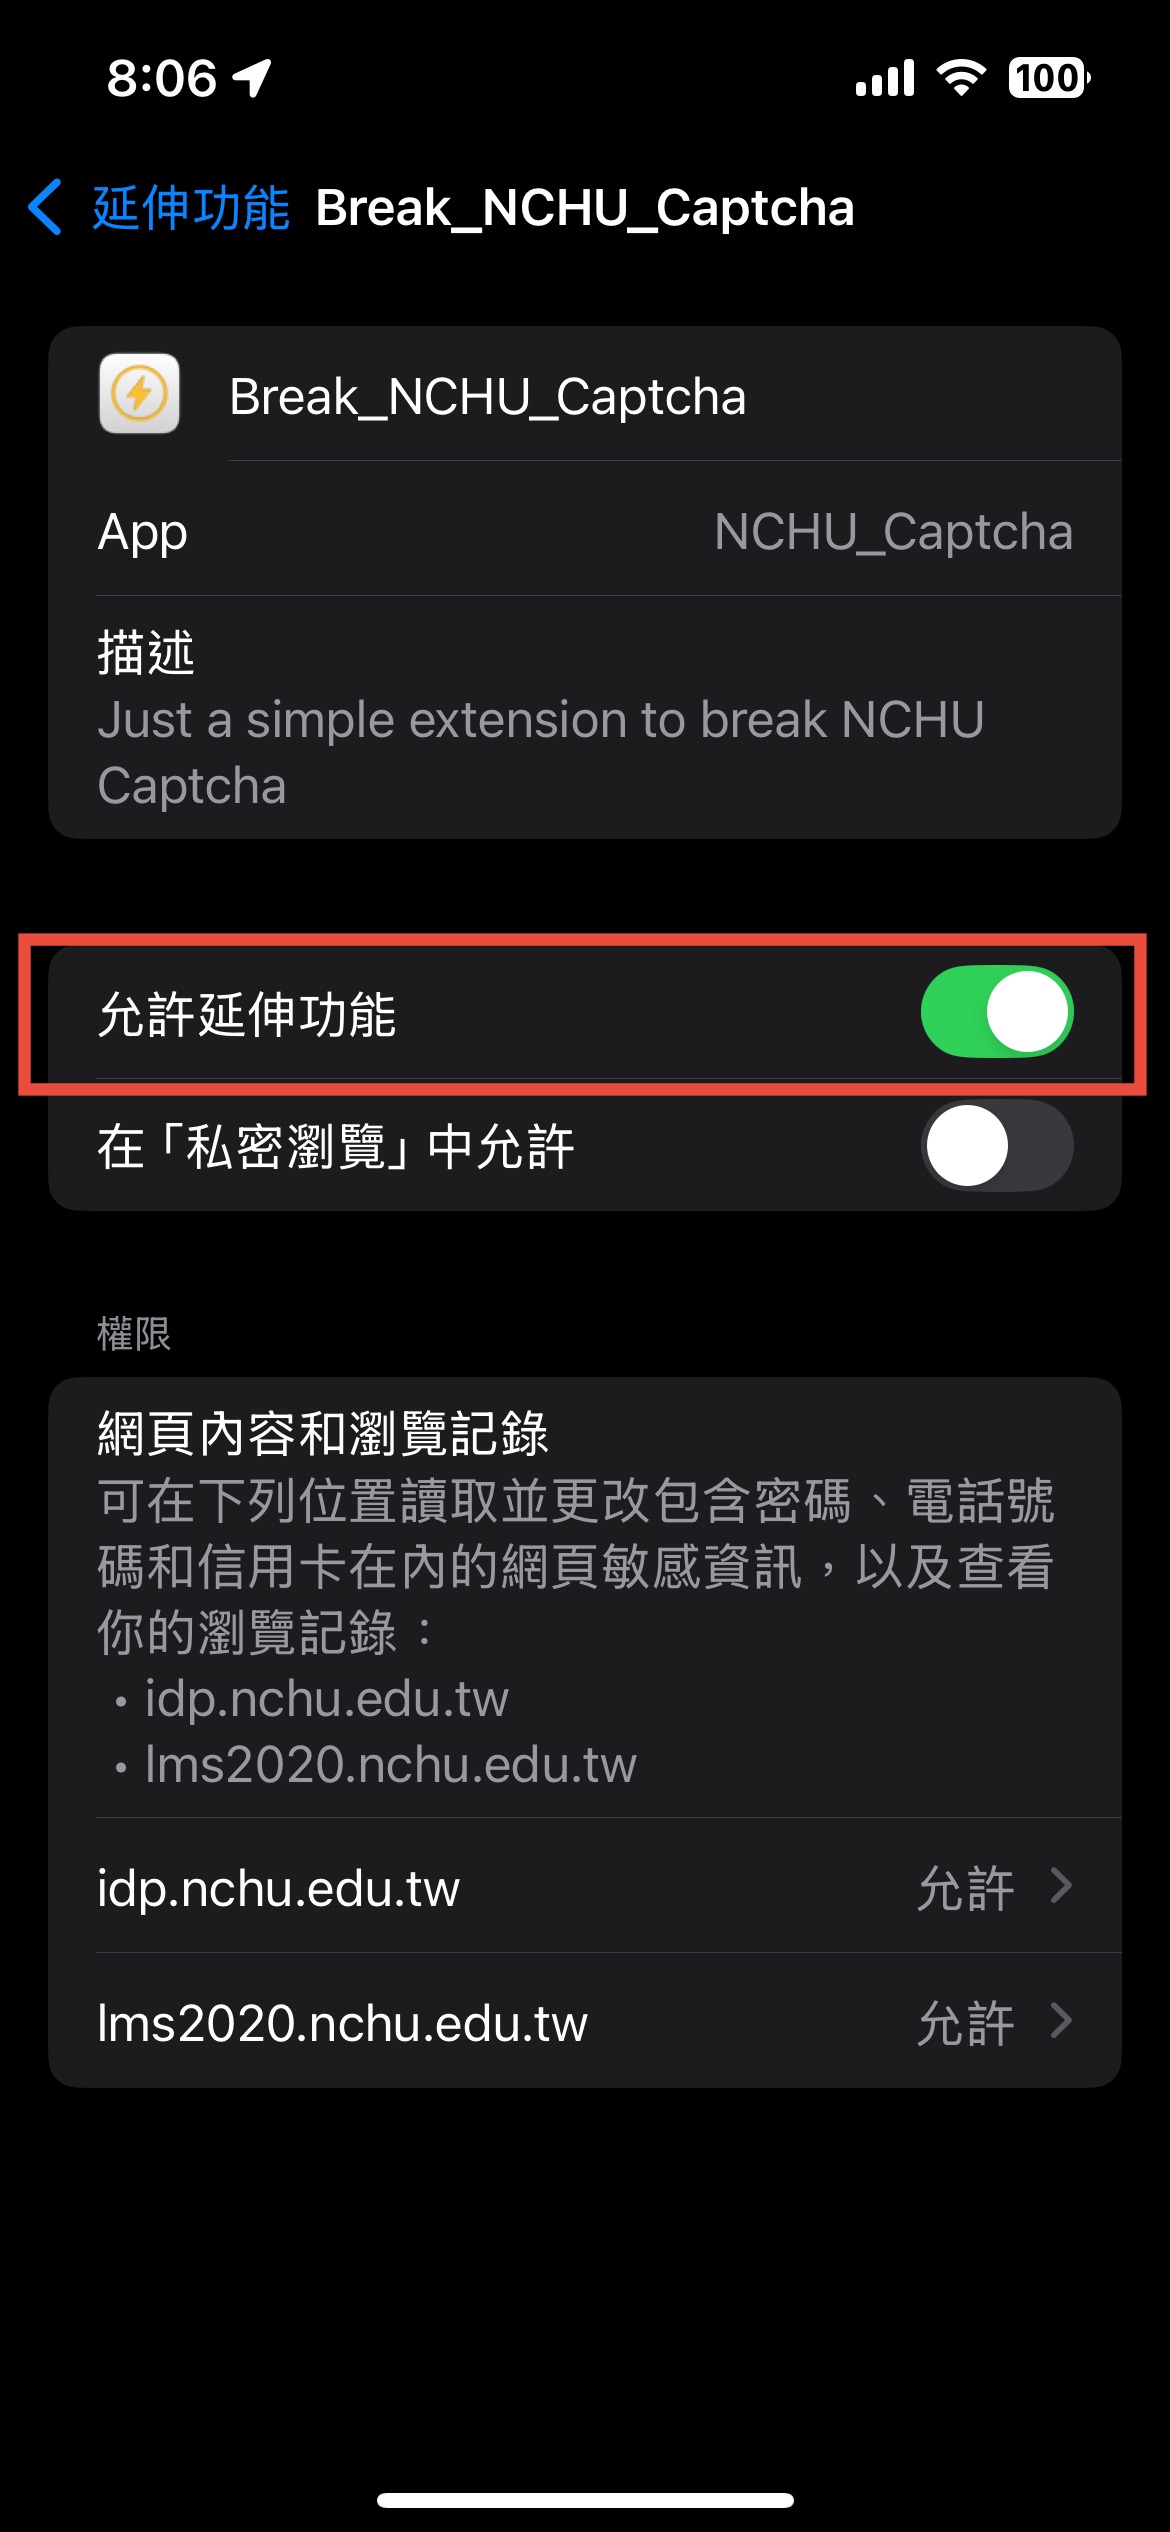 8:06
100
延伸功能 Break_NCHU_Captcha
Break_NCHU_Captcha
App NCHU_Captcha
描述
Just a simple extension to break NCHU
Captcha
允許延伸功能
在「私密瀏覽」中允許
權限
網頁內容和瀏覽記錄
可在下列位置讀取並更改包含密碼、電話號
碼和信用卡在內的網頁敏感資訊，以及查看
你的瀏覽記錄：
• idp.nchu.edu.tw
• lms2020.nchu.edu.tw
idp.nchu.edu.tw 允許
lms2020.nchu.edu.tw 允許